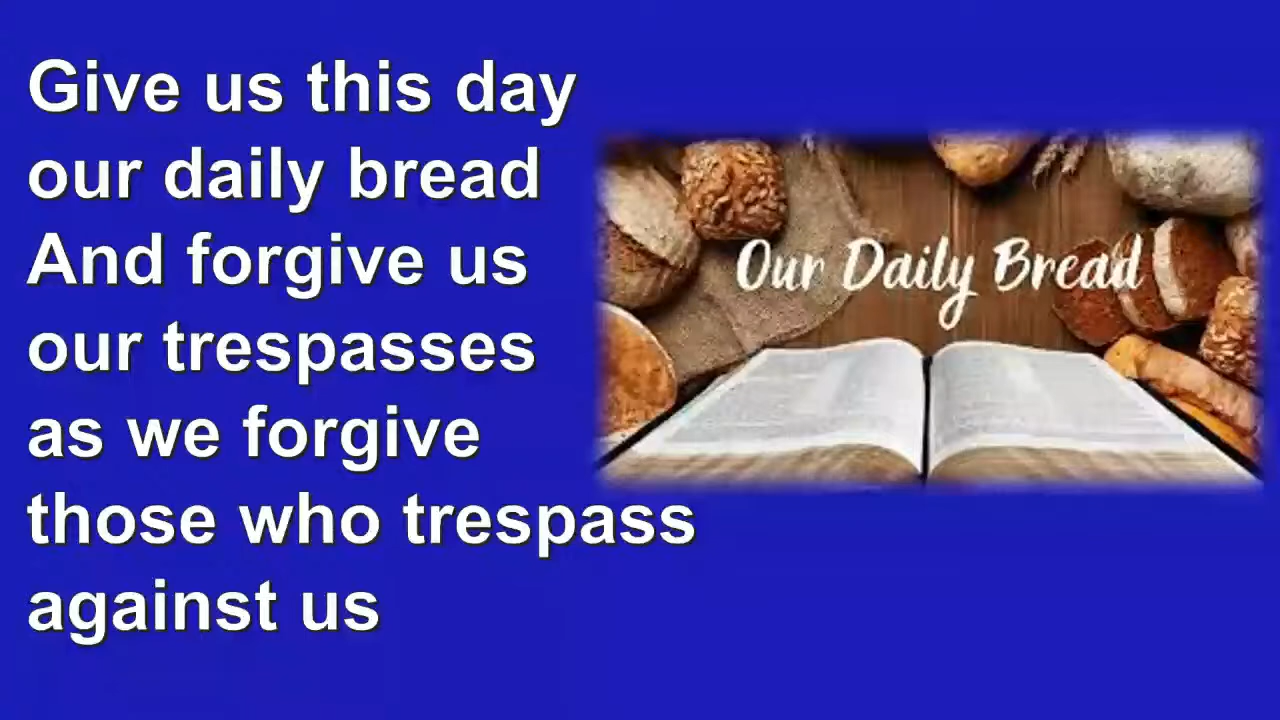 Give us this day
our daily bread
And forgive us
our trespasses
as we forgive
those who trespass
against us
Our Daily Bread